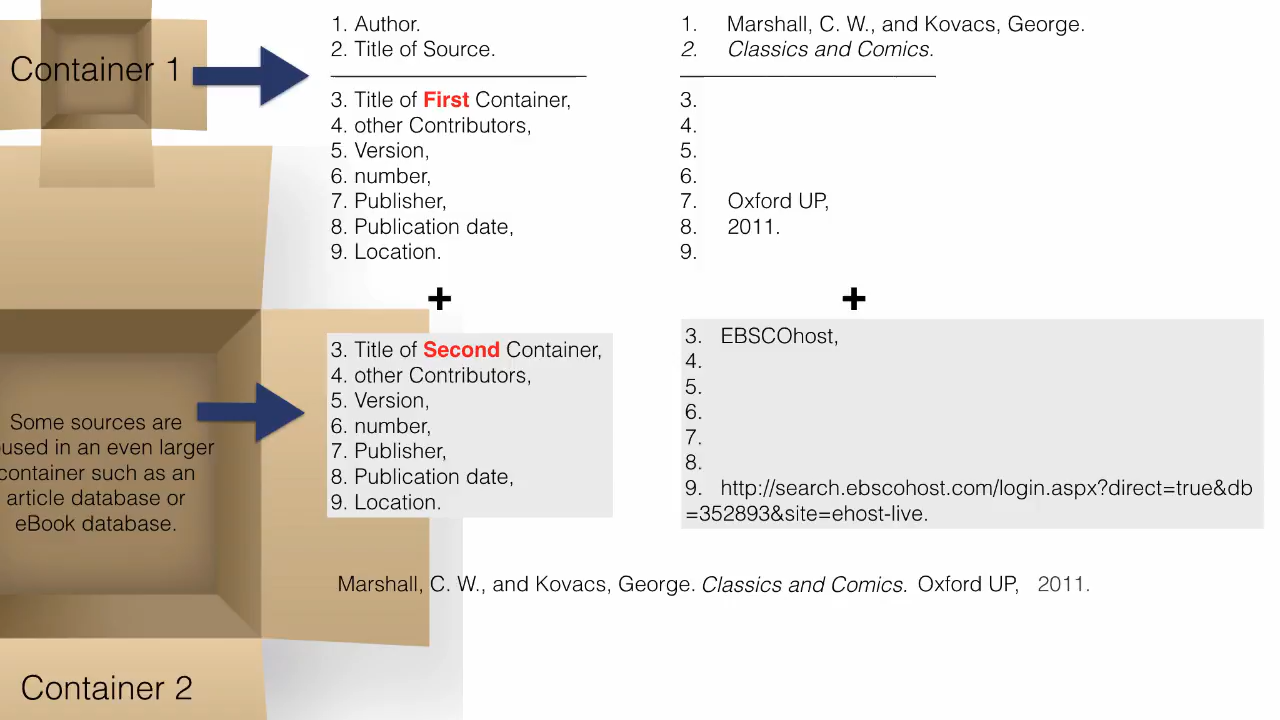 Container 1
1. Author.
2. Title of Source.
3. Title of First Container,
4. other Contributors,
5. Version,
6. number,
7. Publisher,
8. Publication date,
9. Location.
+
3. Title of Second Container,
4. other Contributors,
5. Version,
6. number,
7. Publisher,
8. Publication date,
9. Location.
1. Marshall, C. W., and Kovacs, George.
2. Classics and Comics.
3.
4.
5.
6.
7. Oxford UP,
8. 2011.
9.
+
3. EBSCOhost,
4.
5.
6.
7.
8.
9. http://search.ebscohost.com/login.aspx?direct=true&db
=352893&site=ehost-live.
Some sources are
used in an even larger
container such as an
article database or
eBook database.
Marshall, C. W., and Kovacs, George. Classics and Comics. Oxford UP, 2011.
Container 2